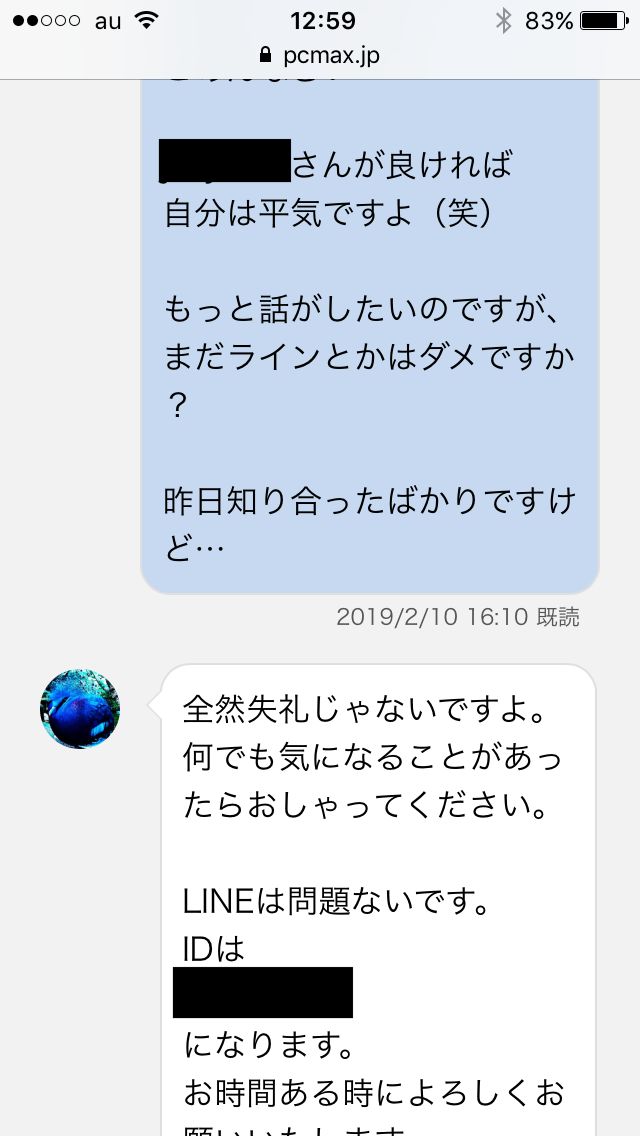 au 12:59 83%
pcmax.jp
さんが良ければ
自分は平気ですよ（笑）
もっと話がしたいのですが、
まだラインとかはダメですか
？
昨日知り合ったばかりですけ
ど…
2019/2/10 16:10 既読
全然失礼じゃないですよ。
何でも気になることがあっ
たらおしゃってください。
LINEは問題ないです。
IDは
になります。
お時間ある時によろしくお
願いいたします